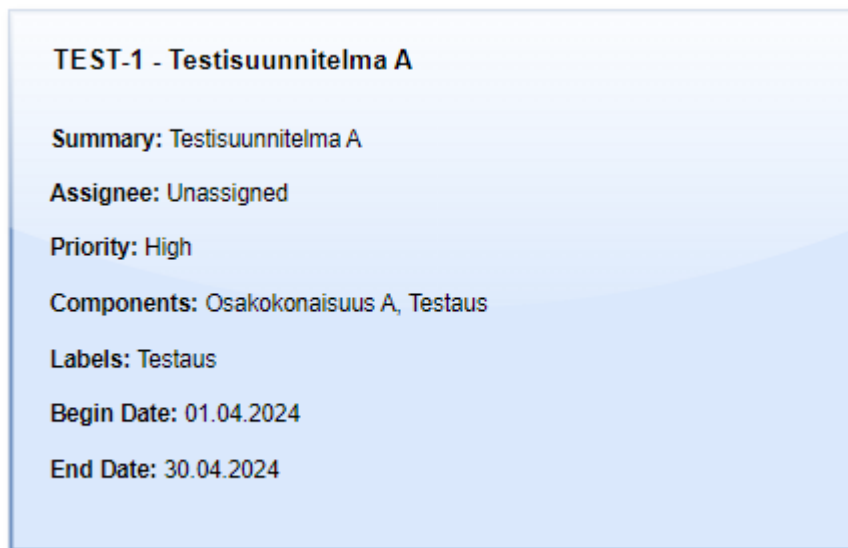 TEST-1 - Testisuunnitelma A
Summary: Testisuunnitelma A
Assignee: Unassigned
Priority: High
Components: Osakokonaisuus A, Testaus
Labels: Testaus
Begin Date: 01.04.2024
End Date: 30.04.2024